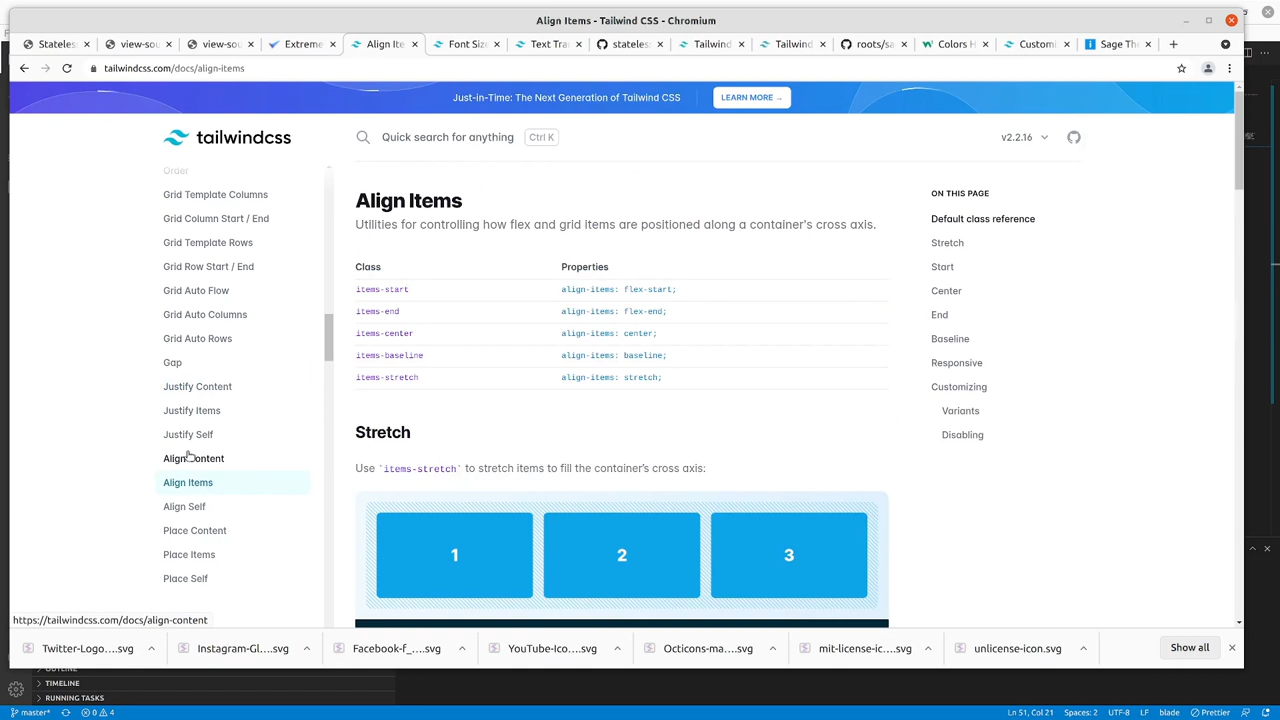 Align Items - Tailwind CSS - Chromium
Stateles
view-sou
view-sou
Extreme
Align Ite
Font Size
Text Tran
stateless
Tailwind
Tailwind
roots/sa
Colors H
Customi
Sage The
tailwindcss.com/docs/align-items
Just-in-Time: The Next Generation of Tailwind CSS
LEARN MORE →
tailwindcss
Quick search for anything
Ctrl K
v2.2.16
Order
Grid Template Columns
Grid Column Start / End
Grid Template Rows
Grid Row Start / End
Grid Auto Flow
Grid Auto Columns
Grid Auto Rows
Gap
Justify Content
Justify Items
Justify Self
Align Content
Align Items
Align Self
Place Content
Place Items
Place Self
Align Items
Utilities for controlling how flex and grid items are positioned along a container's cross axis.
Class Properties
items-start align-items: flex-start;
items-end align-items: flex-end;
items-center align-items: center;
items-baseline align-items: baseline;
items-stretch align-items: stretch;
Stretch
Use `items-stretch` to stretch items to fill the container's cross axis:
1 2 3
ON THIS PAGE
Default class reference
Stretch
Start
Center
End
Baseline
Responsive
Customizing
Variants
Disabling
https://tailwindcss.com/docs/align-content
Twitter-Logo....svg
Instagram-Gl....svg
Facebook-f_....svg
YouTube-Ico....svg
Octicons-ma....svg
mit-license-ic....svg
unlicense-icon.svg
Show all
OUTLINE
TIMELINE
RUNNING TASKS
master*
0
4
Ln 51, Col 21
Spaces: 2
UTF-8
LF
blade
Prettier